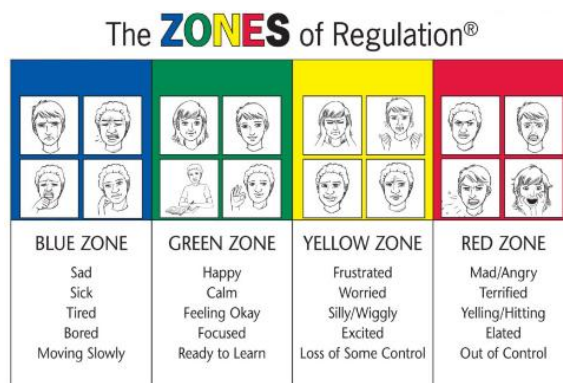 The ZONES of Regulation®
BLUE ZONE
Sad
Sick
Tired
Bored
Moving Slowly
GREEN ZONE
Happy
Calm
Feeling Okay
Focused
Ready to Learn
YELLOW ZONE
Frustrated
Worried
Silly/Wiggly
Excited
Loss of Some Control
RED ZONE
Mad/Angry
Terrified
Yelling/Hitting
Elated
Out of Control